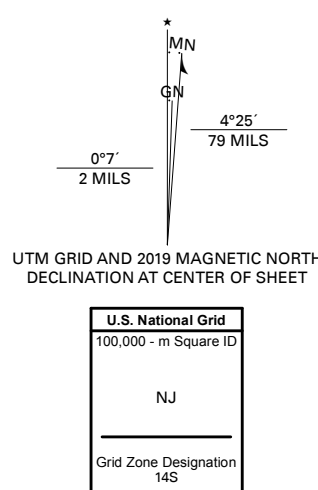 MN
GN
4°25´
79 MILS
0°7´
2 MILS
UTM GRID AND 2019 MAGNETIC NORTH
DECLINATION AT CENTER OF SHEET
U.S. National Grid
100,000 - m Square ID
NJ
Grid Zone Designation
14S